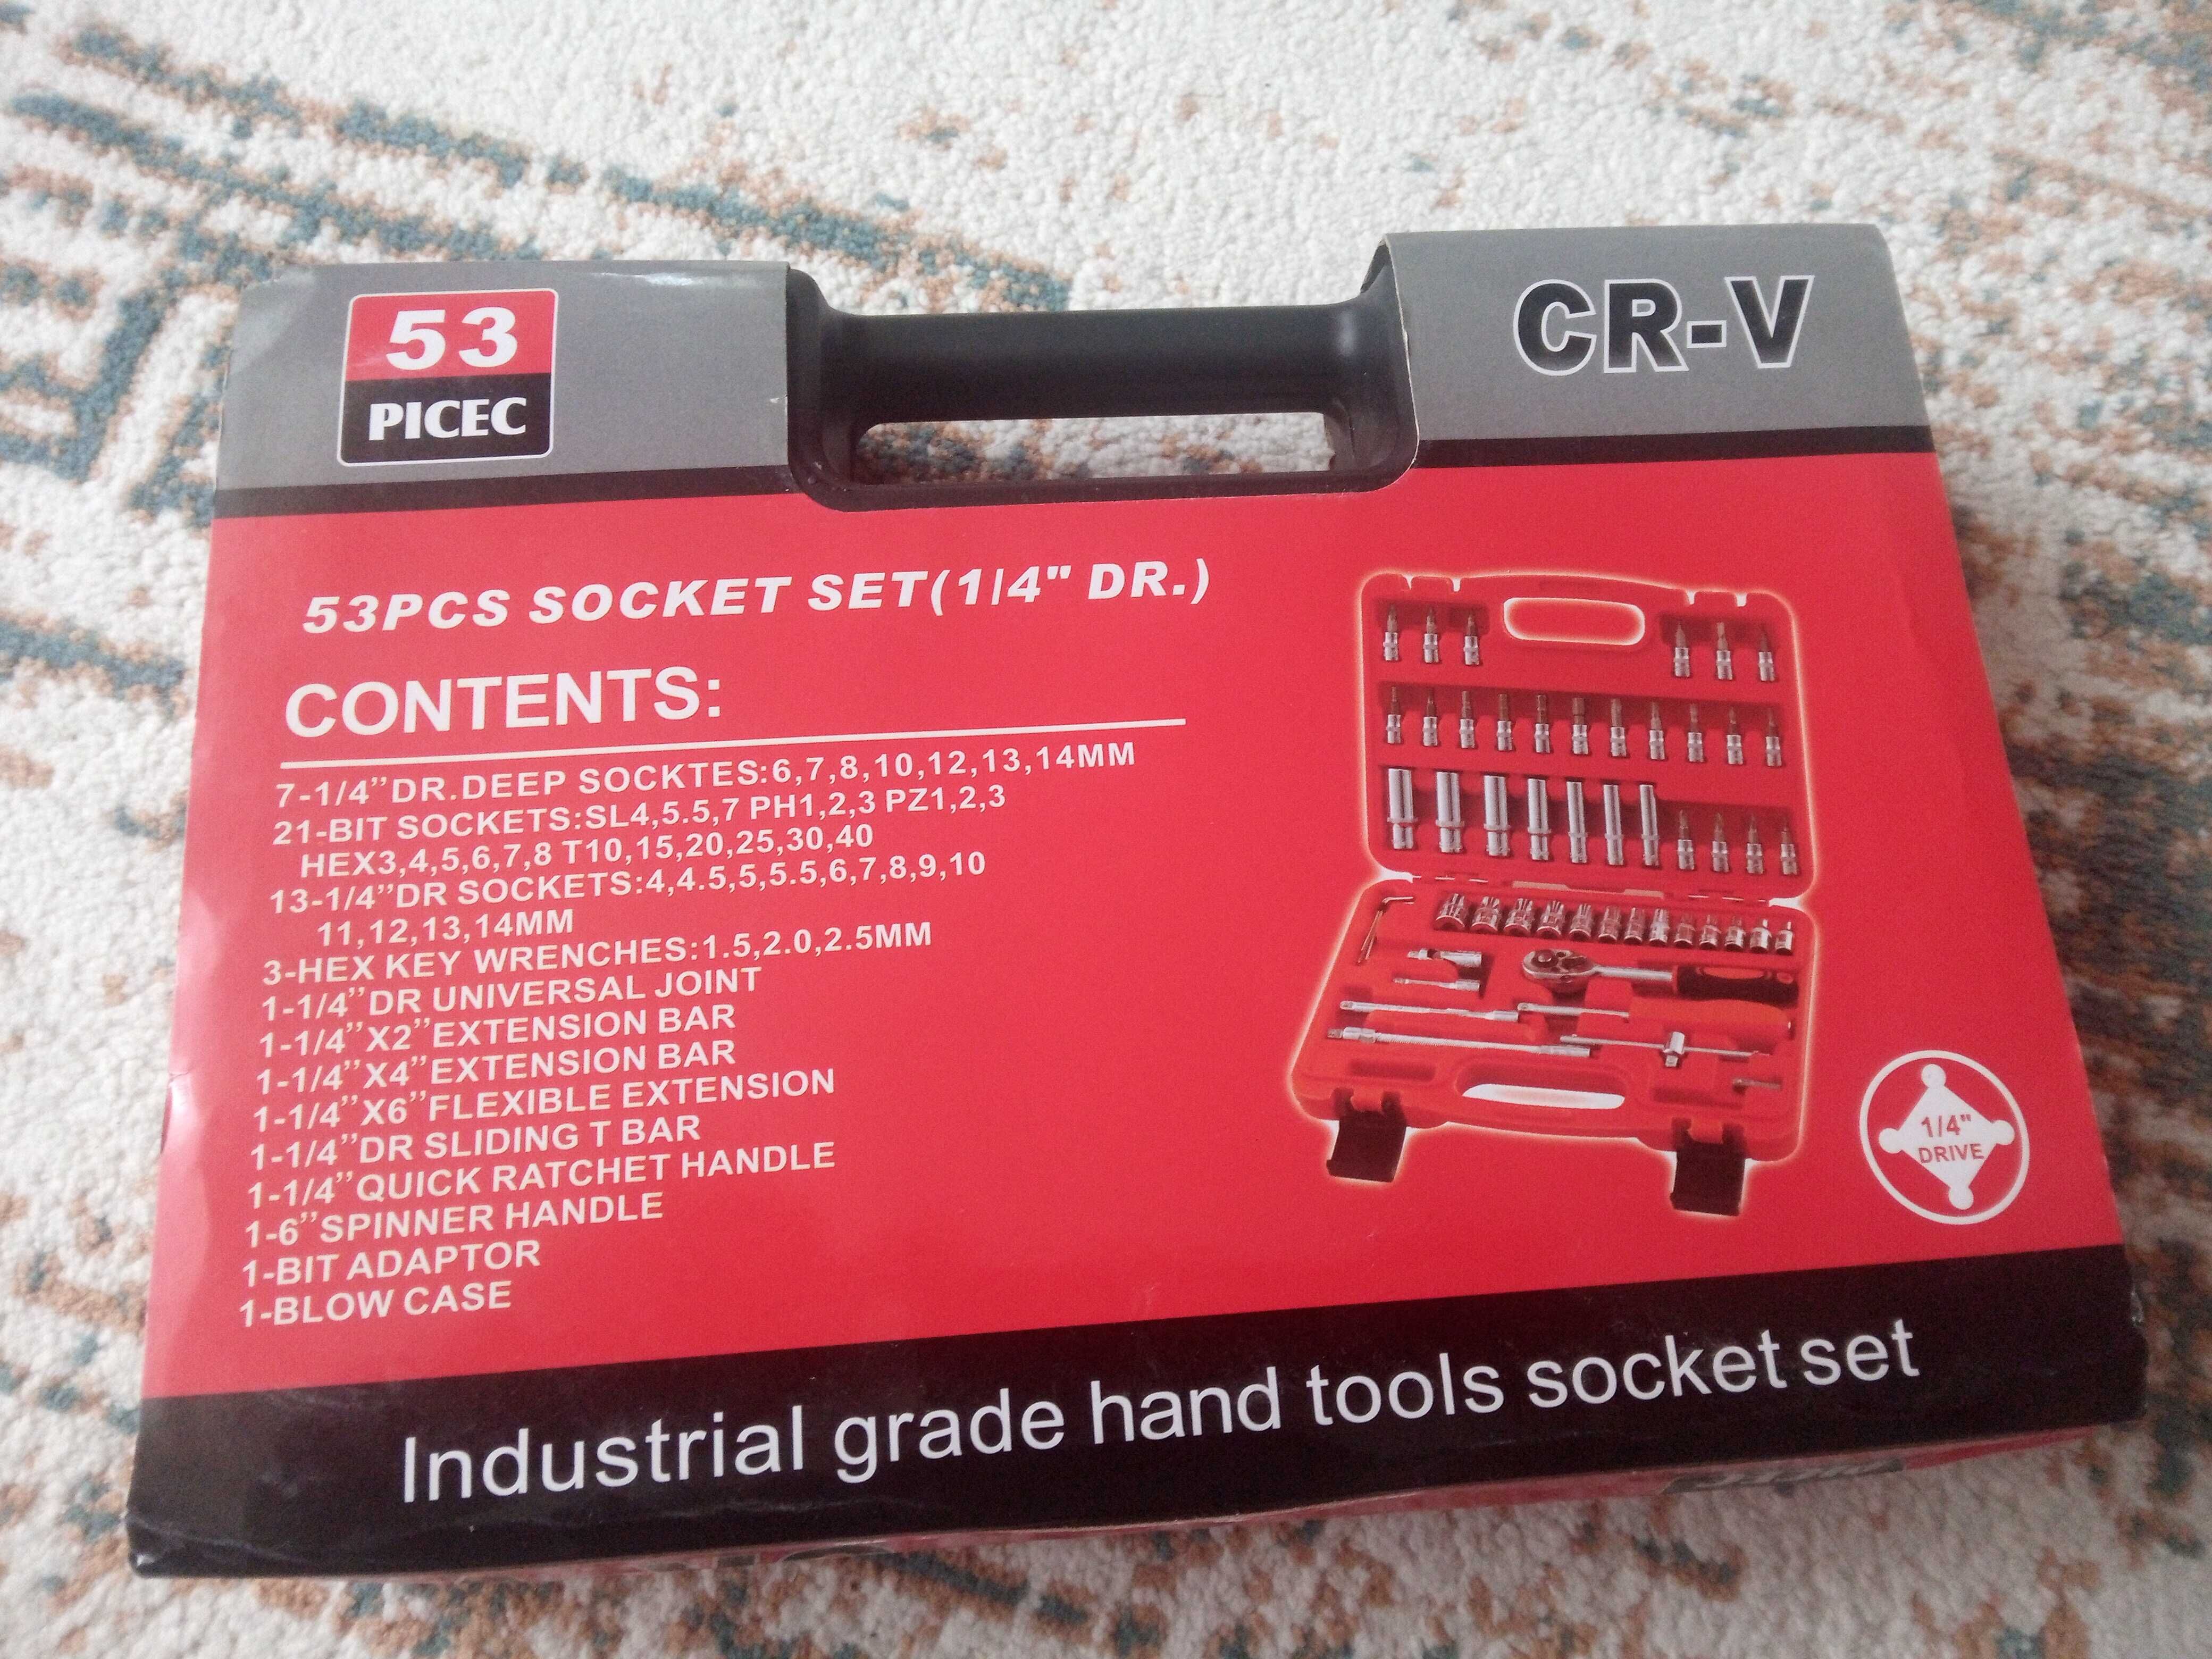 53
PICEC
CR-V
53PCS SOCKET SET(1/4" DR.)
CONTENTS:
7-1/4’’DR.DEEP SOCKTES:6,7,8,10,12,13,14MM
21-BIT SOCKETS:SL4,5.5,7 PH1,2,3 PZ1,2,3
HEX3,4,5,6,7,8 T10,15,20,25,30,40
13-1/4’’DR SOCKETS:4,4.5,5,5.5,6,7,8,9,10
11,12,13,14MM
3-HEX KEY WRENCHES:1.5,2.0,2.5MM
1-1/4’’DR UNIVERSAL JOINT
1-1/4’’X2’’EXTENSION BAR
1-1/4’’X4’’EXTENSION BAR
1-1/4’’X6’’FLEXIBLE EXTENSION
1-1/4’’DR SLIDING T BAR
1-1/4’’QUICK RATCHET HANDLE
1-6’’SPINNER HANDLE
1-BIT ADAPTOR
1-BLOW CASE
1/4"
DRIVE
Industrial grade hand tools socket set